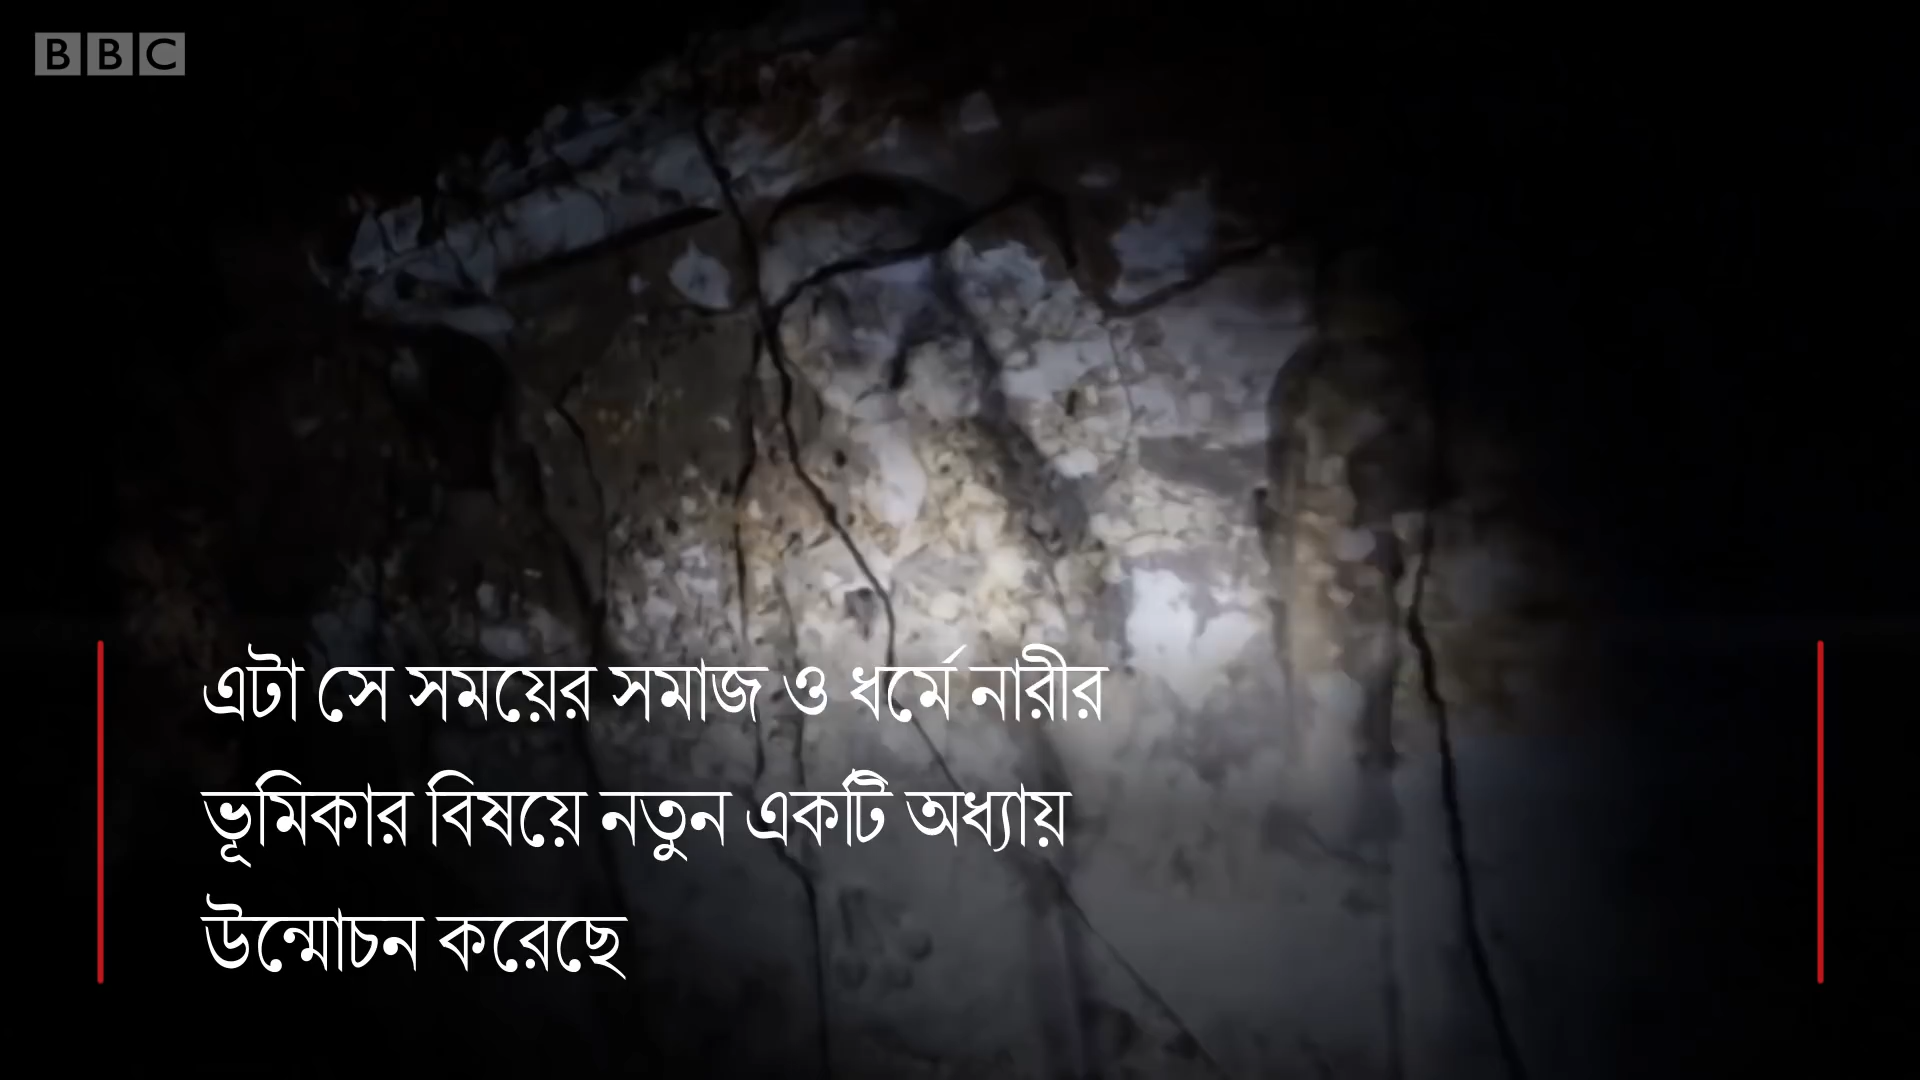 BBC
এটা সে সময়ের সমাজ ও ধর্মে নারীর
ভূমিকার বিষয়ে নতুন একটি অধ্যায়
উন্মোচন করেছে